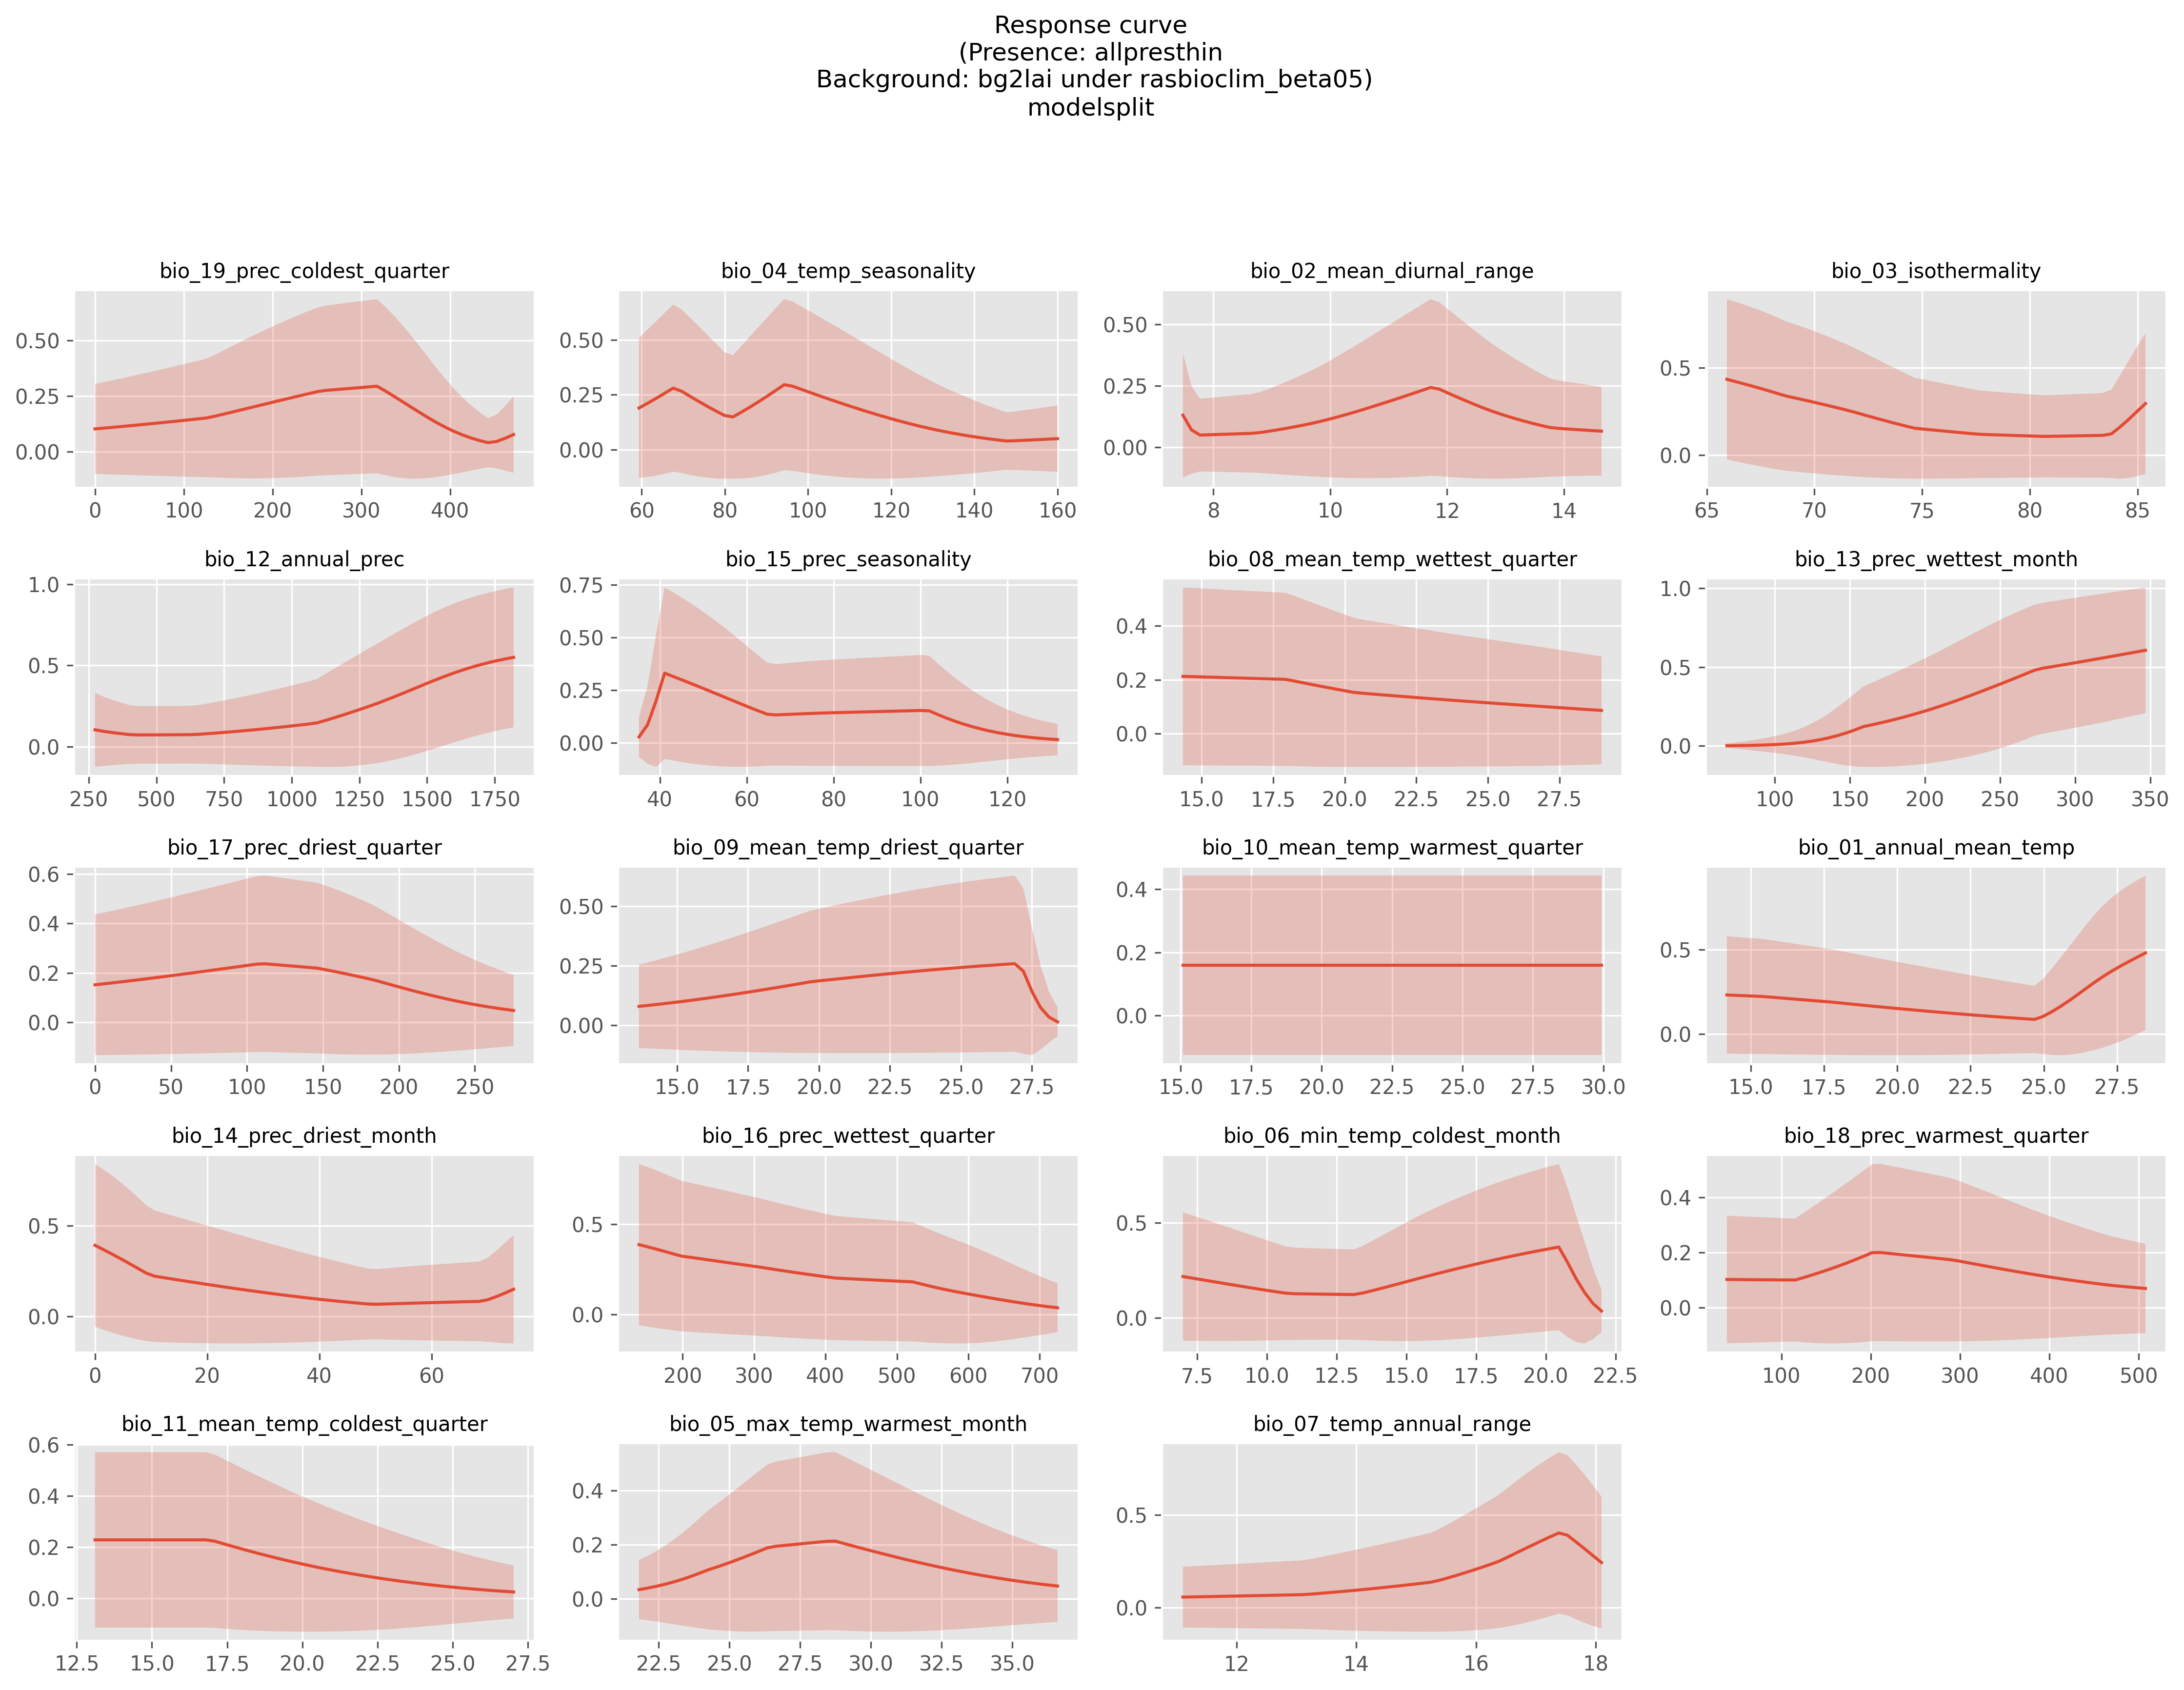 Response curve
(Presence: allpresthin
Background: bg2lai under rasbioclim_beta05)
modelsplit
bio_19_prec_coldest_quarter
0.50
0.25
0.00
0 100 200 300 400
bio_04_temp_seasonality
0.50
0.25
0.00
60 80 100 120 140 160
bio_02_mean_diurnal_range
0.50
0.25
0.00
8 10 12 14
bio_03_isothermality
0.5
0.0
65 70 75 80 85
bio_12_annual_prec
1.0
0.5
0.0
250 500 750 1000 1250 1500 1750
bio_15_prec_seasonality
0.75
0.50
0.25
0.00
40 60 80 100 120
bio_08_mean_temp_wettest_quarter
0.4
0.2
0.0
15.0 17.5 20.0 22.5 25.0 27.5
bio_13_prec_wettest_month
1.0
0.5
0.0
100 150 200 250 300 350
bio_17_prec_driest_quarter
0.6
0.4
0.2
0.0
0 50 100 150 200 250
bio_09_mean_temp_driest_quarter
0.50
0.25
0.00
15.0 17.5 20.0 22.5 25.0 27.5
bio_10_mean_temp_warmest_quarter
0.4
0.2
0.0
15.0 17.5 20.0 22.5 25.0 27.5 30.0
bio_01_annual_mean_temp
0.5
0.0
15.0 17.5 20.0 22.5 25.0 27.5
bio_14_prec_driest_month
0.5
0.0
0 20 40 60
bio_16_prec_wettest_quarter
0.5
0.0
200 300 400 500 600 700
bio_06_min_temp_coldest_month
0.5
0.0
7.5 10.0 12.5 15.0 17.5 20.0 22.5
bio_18_prec_warmest_quarter
0.4
0.2
0.0
100 200 300 400 500
bio_11_mean_temp_coldest_quarter
0.6
0.4
0.2
0.0
12.5 15.0 17.5 20.0 22.5 25.0 27.5
bio_05_max_temp_warmest_month
0.4
0.2
0.0
22.5 25.0 27.5 30.0 32.5 35.0
bio_07_temp_annual_range
0.5
0.0
12 14 16 18